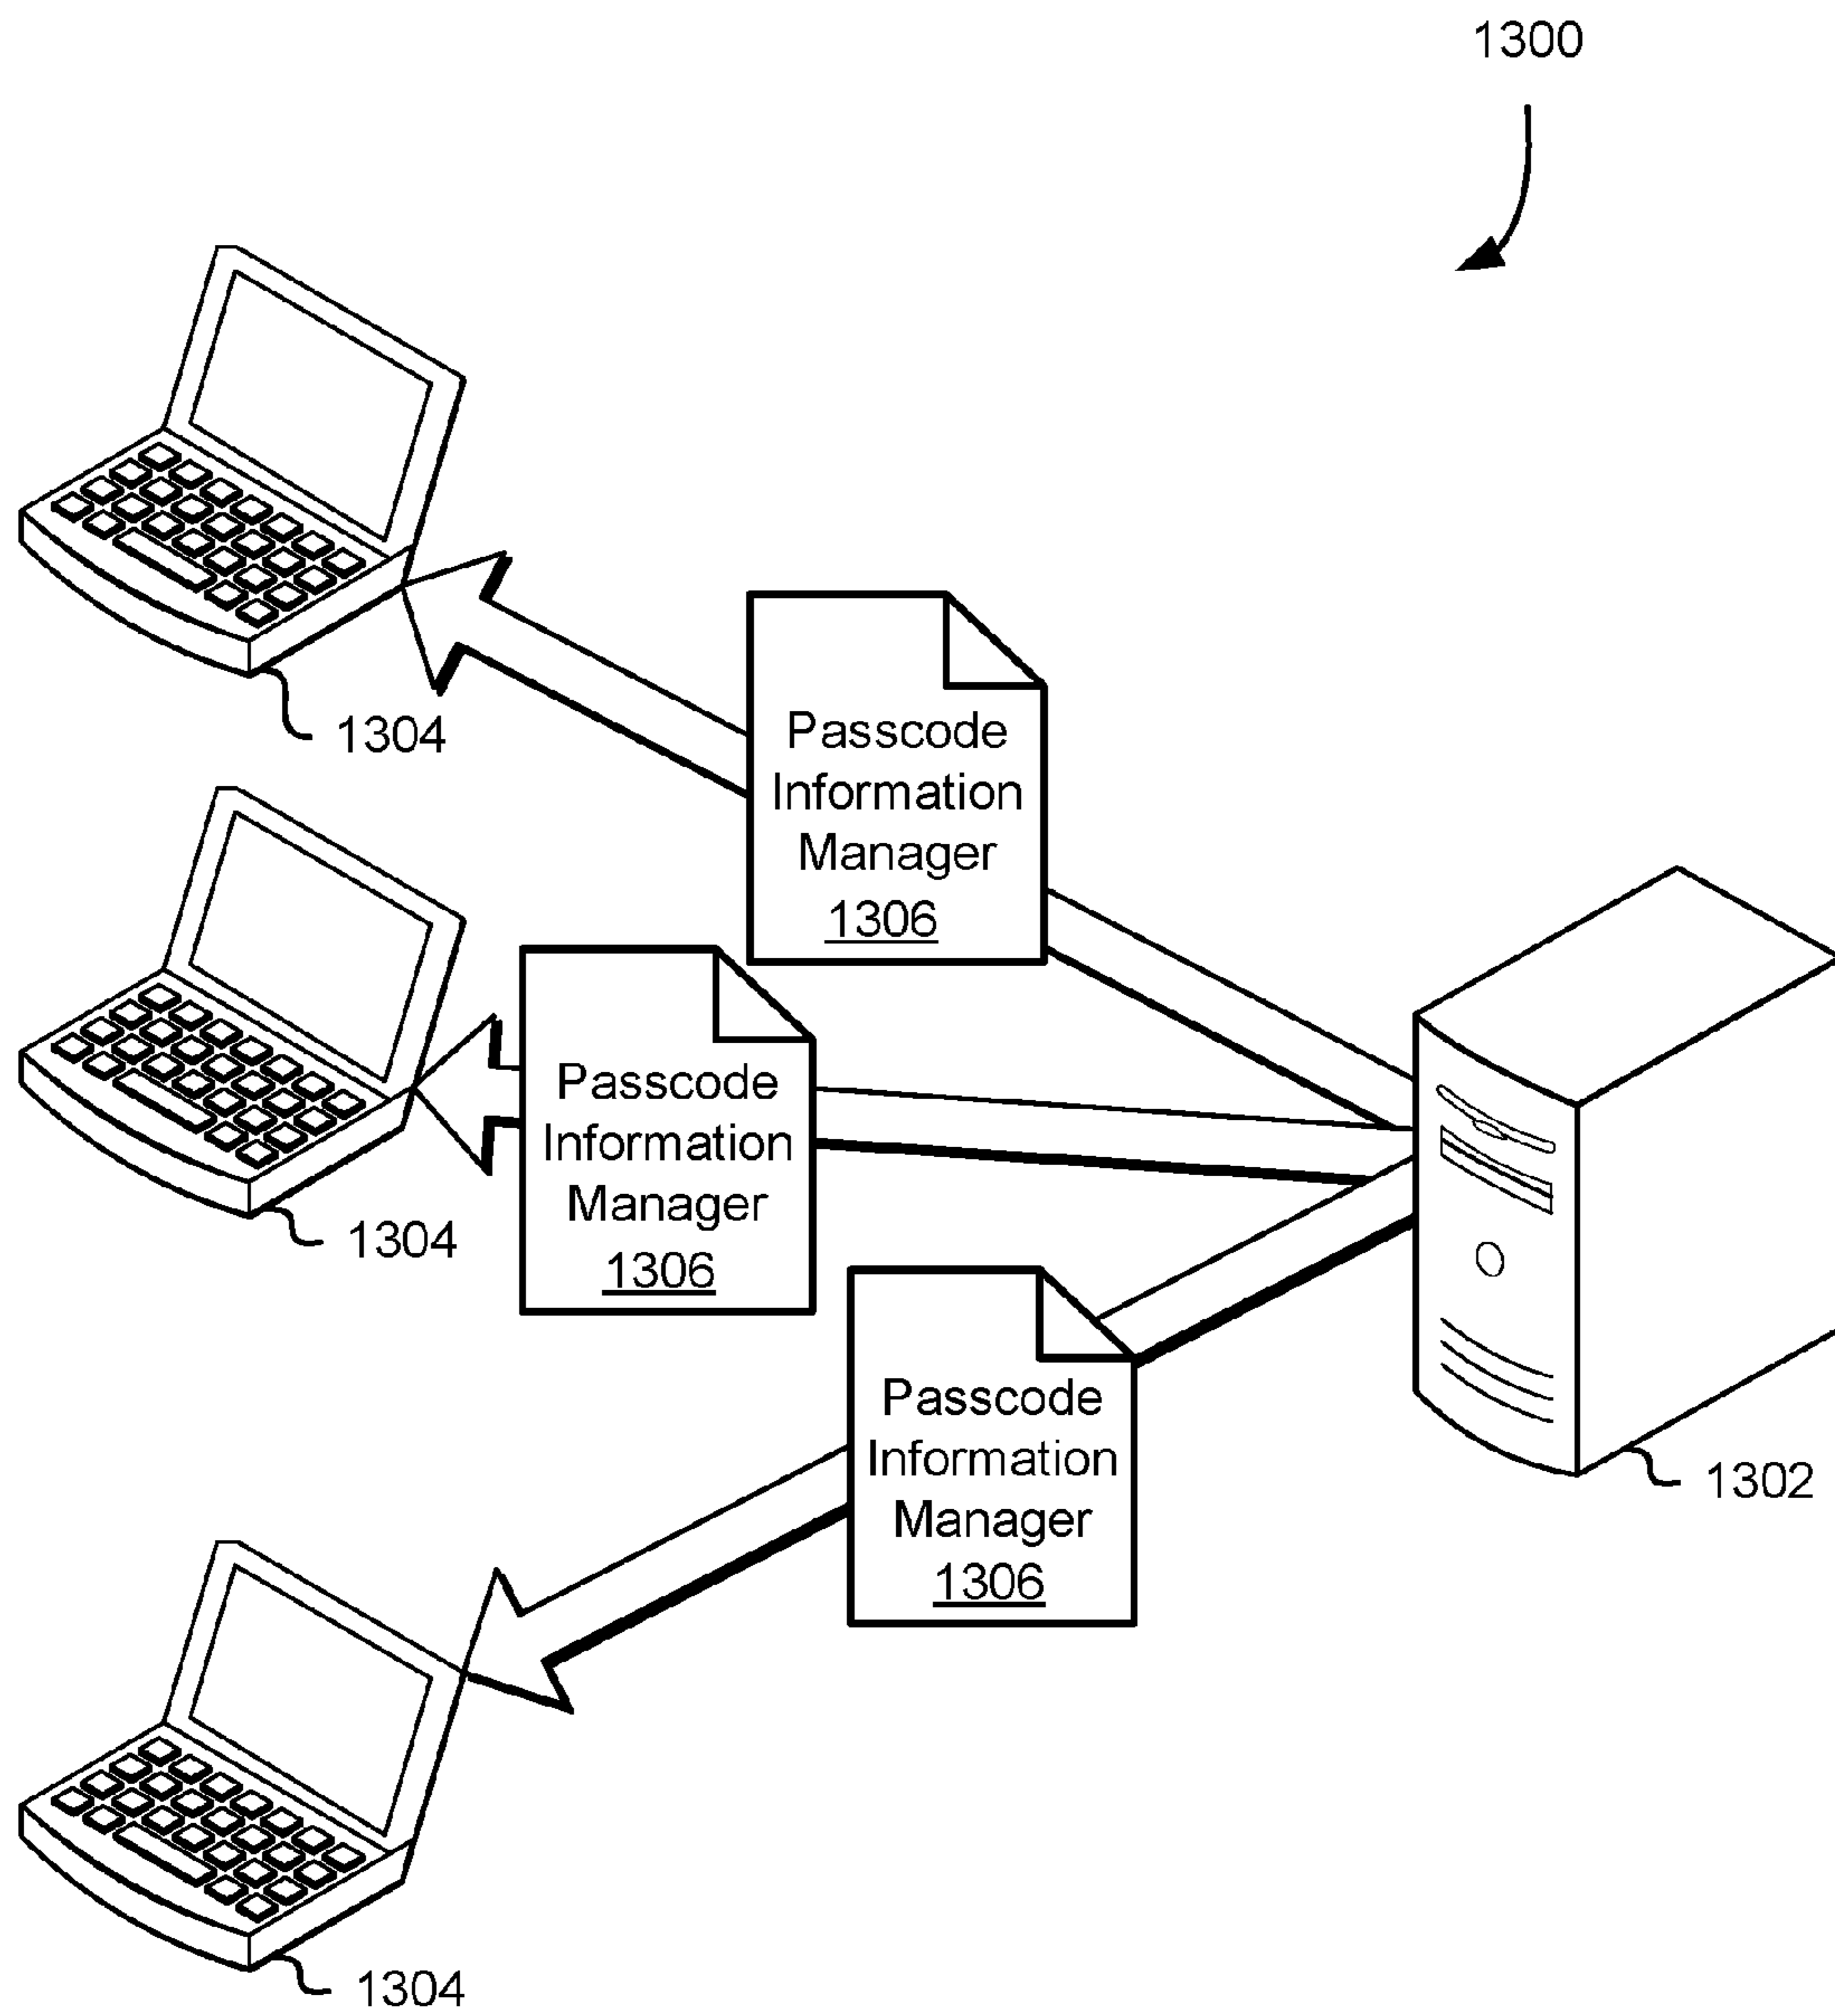 1300
1304
Passcode
Information
Manager
1306
1304
Passcode
Information
Manager
1306
Passcode
Information
Manager
1306
1302
1304